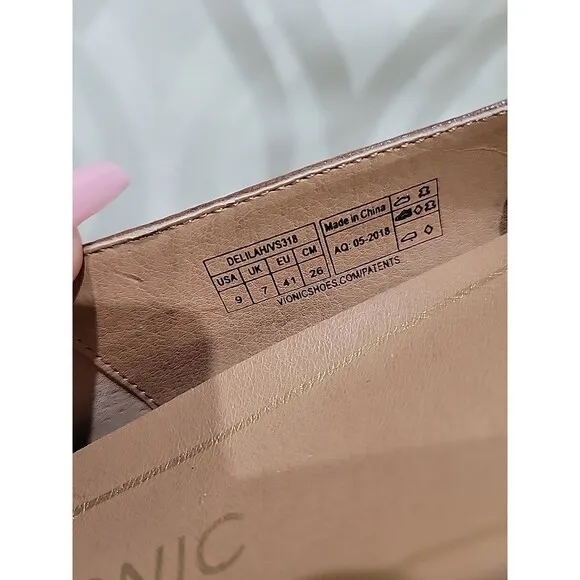 DELILAH/VS318
USA UK EU CM
9 7 41 26
Made in China
AQ: 05-2018
VIONICSHOES.COM/PATENTS
ONIC